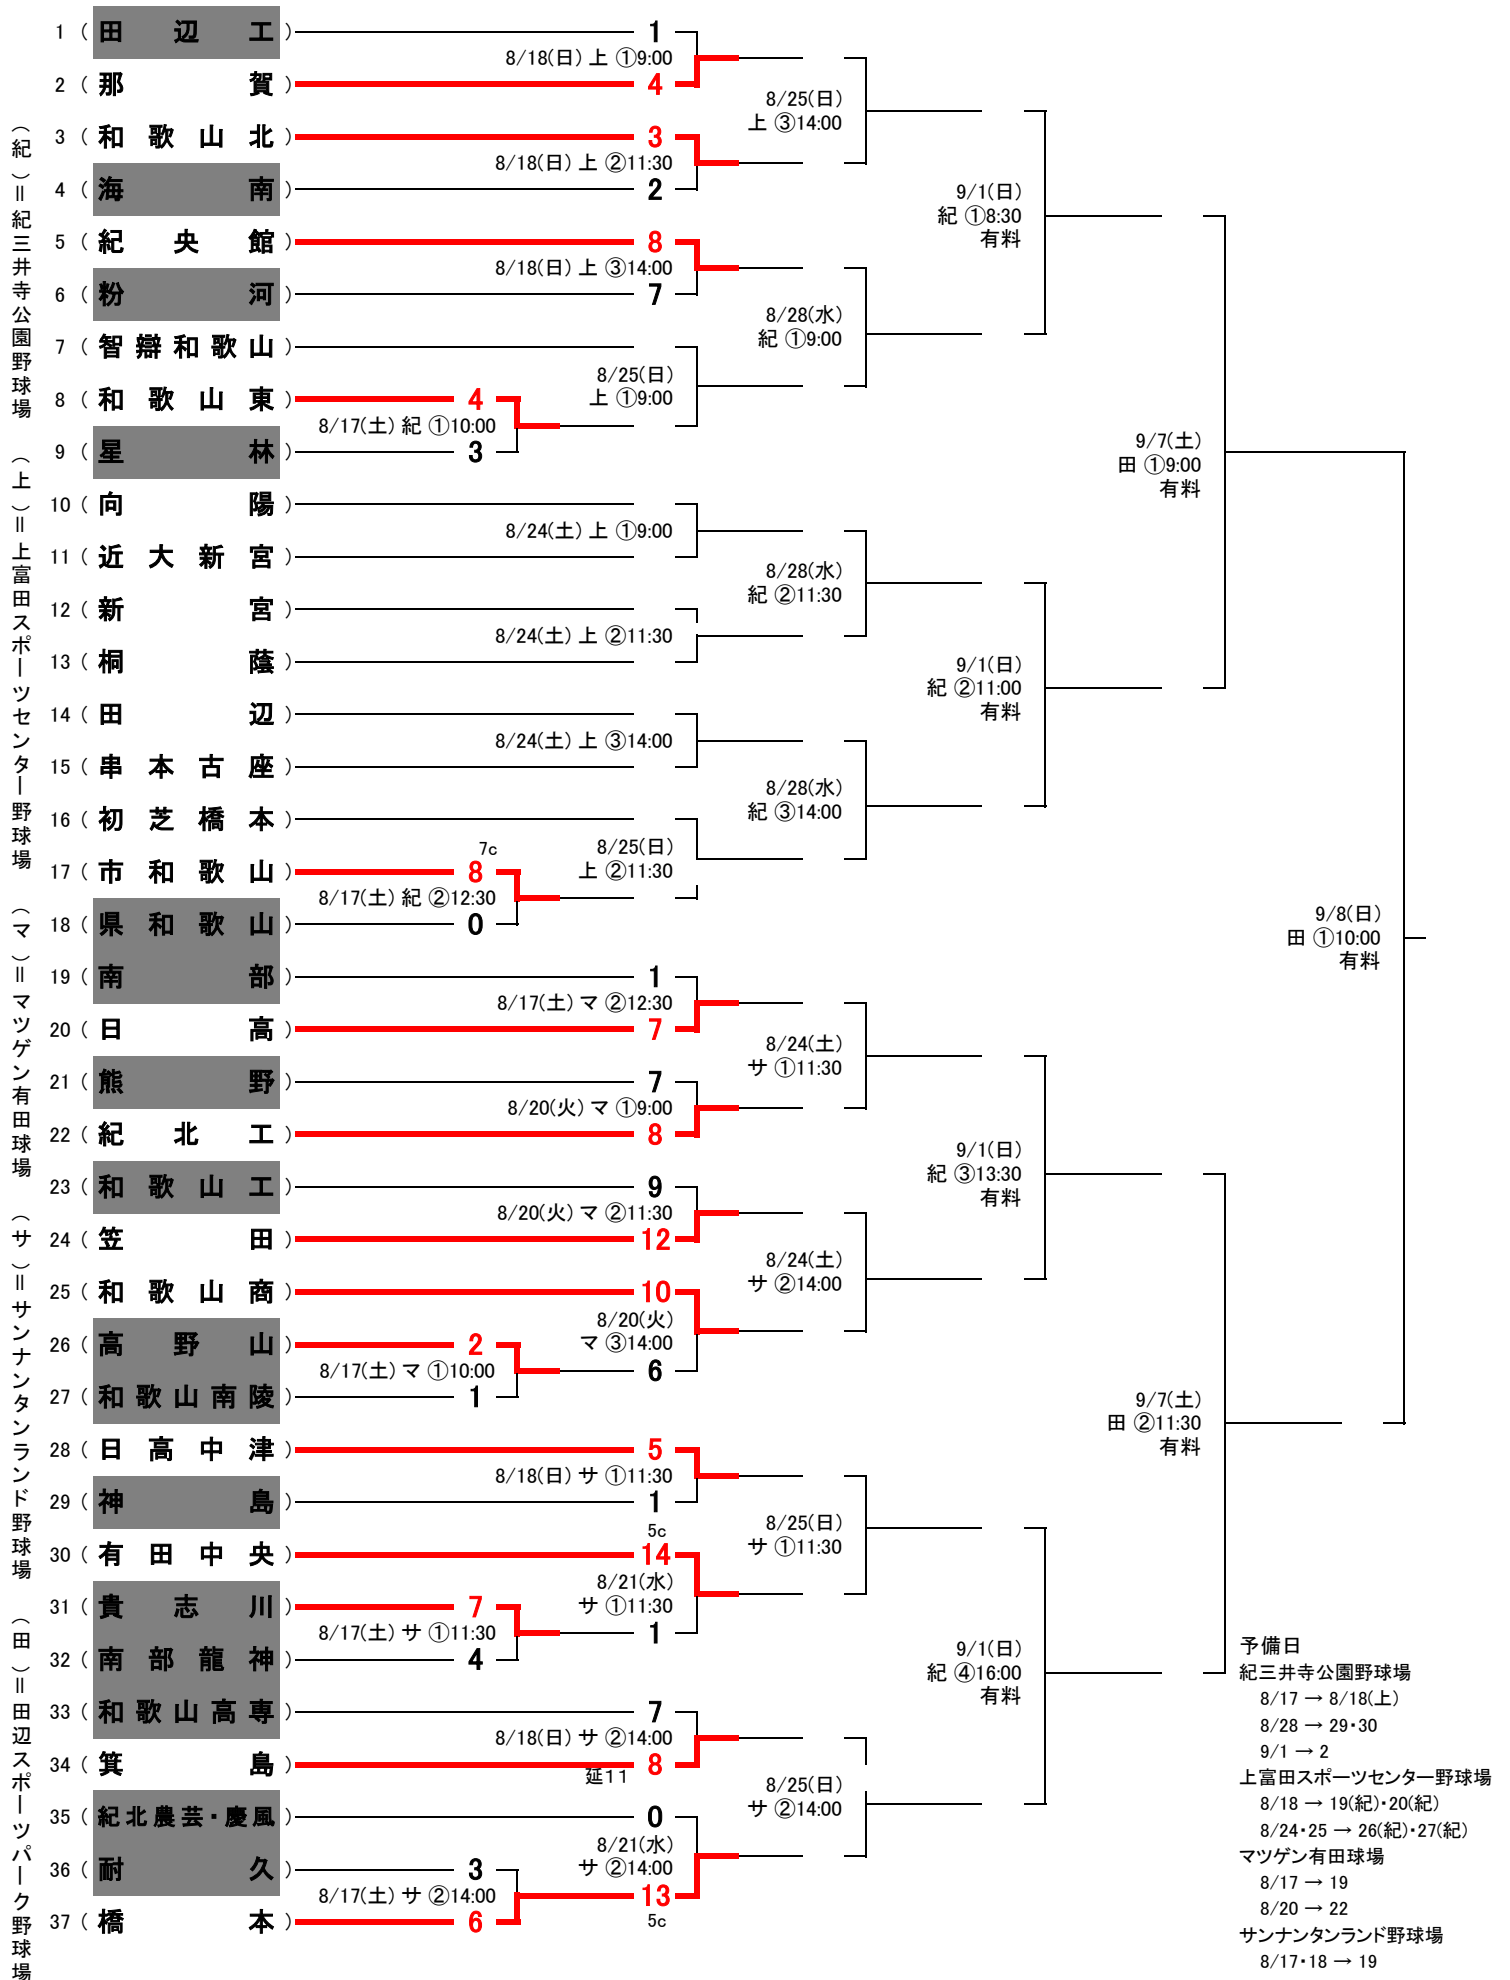 (紀)=紀三井寺公園野球場
(上)=上富田スポーツセンター野球場
(マ)=マツゲン有田球場
(サ)=サンナンタンランド野球場
(田)=田辺スポーツパーク野球場
1 (田辺工) 1
8/18(日) 上 ①9:00
2 (那賀) 4
8/25(日)
上 ③14:00
3 (和歌山北) 3
8/18(日) 上 ②11:30
4 (海南) 2
9/1(日)
紀 ①8:30
有料
5 (紀央館) 8
8/18(日) 上 ③14:00
6 (粉河) 7
8/28(水)
紀 ①9:00
7 (智辯和歌山)
8/25(日)
上 ①9:00
8 (和歌山東) 4
8/17(土) 紀 ①10:00
9 (星林) 3
9/7(土)
田 ①9:00
有料
10 (向陽)
8/24(土) 上 ①9:00
11 (近大新宮)
8/28(水)
紀 ②11:30
12 (新宮)
8/24(土) 上 ②11:30
13 (桐蔭)
9/1(日)
紀 ②11:00
有料
14 (田辺)
8/24(土) 上 ③14:00
15 (串本古座)
8/28(水)
紀 ③14:00
16 (初芝橋本)
8/25(日)
上 ②11:30
7c
17 (市和歌山) 8
8/17(土) 紀 ②12:30
18 (県和歌山) 0
9/8(日)
田 ①10:00
有料
19 (南部) 1
8/17(土) マ ②12:30
20 (日高) 7
8/24(土)
サ ①11:30
21 (熊野) 7
8/20(火) マ ①9:00
22 (紀北工) 8
9/1(日)
紀 ③13:30
有料
23 (和歌山工) 9
8/20(火) マ ②11:30
24 (笠田) 12
8/24(土)
サ ②14:00
25 (和歌山商) 10
8/20(火)
マ ③14:00
6
26 (高野山) 2
8/17(土) マ ①10:00
27 (和歌山南陵) 1
9/7(土)
田 ②11:30
有料
28 (日高中津) 5
8/18(日) サ ①11:30
29 (神島) 1
8/25(日)
サ ①11:30
5c
30 (有田中央) 14
8/21(水)
サ ①11:30
1
31 (貴志川) 7
8/17(土) サ ①11:30
32 (南部龍神) 4
9/1(日)
紀 ④16:00
有料
33 (和歌山高専) 7
8/18(日) サ ②14:00
34 (箕島) 8
延11
8/25(日)
サ ②14:00
35 (紀北農芸・慶風) 0
8/21(水)
サ ②14:00
13
5c
36 (耐久) 3
8/17(土) サ ②14:00
37 (橋本) 6
予備日
紀三井寺公園野球場
8/17 → 8/18(上)
8/28 → 29・30
9/1 → 2
上富田スポーツセンター野球場
8/18 → 19(紀)・20(紀)
8/24・25 → 26(紀)・27(紀)
マツゲン有田球場
8/17 → 19
8/20 → 22
サンナンタンランド野球場
8/17・18 → 19